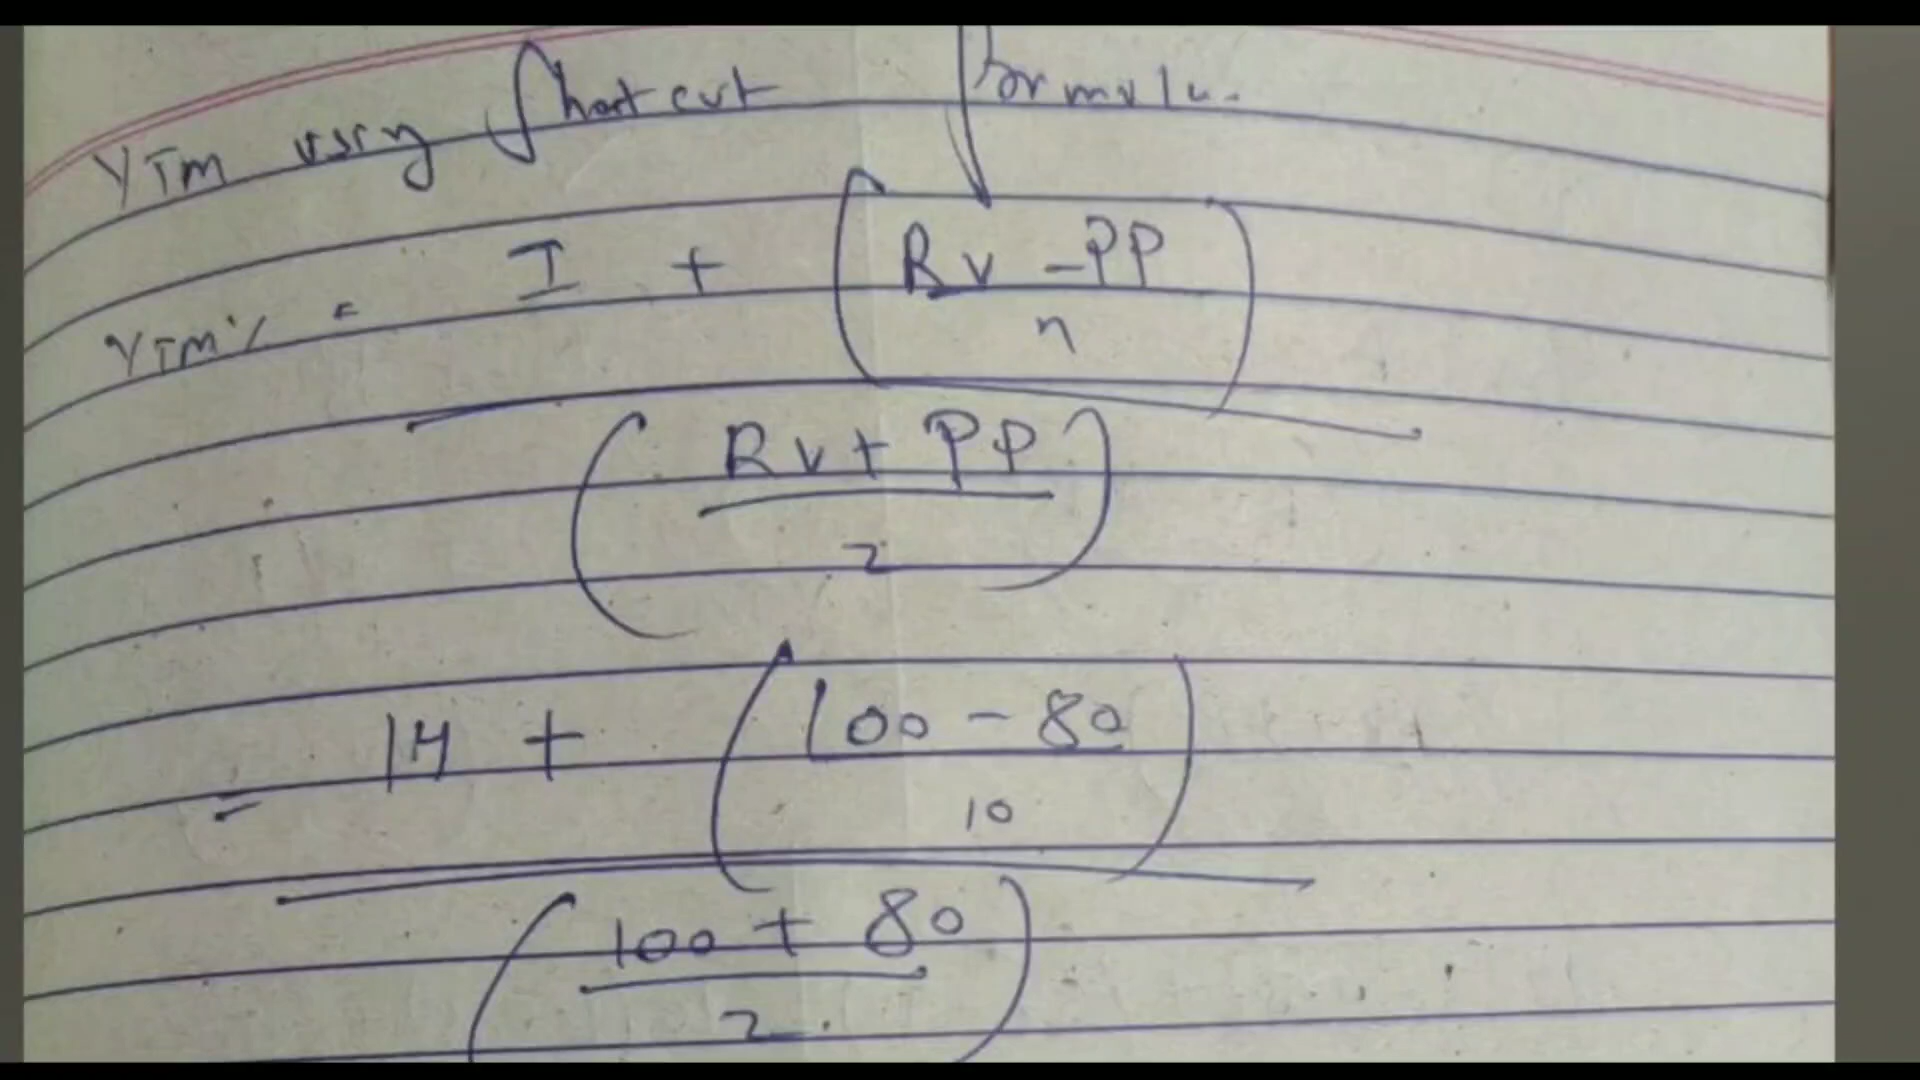 YTM using Shortcut formula.
YTM% = I + (RV - PP
n)
(RV + PP
2)
= 14 + (100 - 80
10)
(100 + 80
2)